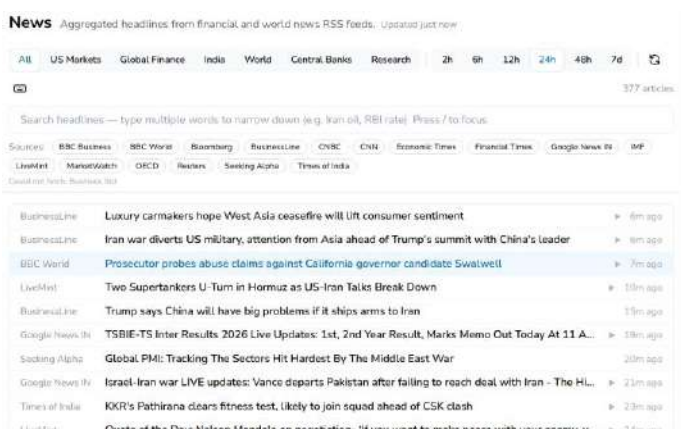 News Aggregated headlines from financial and world news RSS feeds. Updated just now
All US Markets Global Finance India World Central Banks Research 2h 6h 12h 24h 48h 7d
377 articles
Search headlines — type multiple words to narrow down (e.g. Iran oil, RBI rate) Press / to focus
Sources: BBC Business BBC World Bloomberg BusinessLine CNBC CNN Economic Times Financial Times Google News IN IMF
LiveMint MarketWatch OECD Reuters Seeking Alpha Times of India
Could not fetch: Business Std
BusinessLine Luxury carmakers hope West Asia ceasefire will lift consumer sentiment 6m ago
BusinessLine Iran war diverts US military, attention from Asia ahead of Trump's summit with China's leader 6m ago
BBC World Prosecutor probes abuse claims against California governor candidate Swalwell 7m ago
LiveMint Two Supertankers U-Turn in Hormuz as US-Iran Talks Break Down 10m ago
BusinessLine Trump says China will have big problems if it ships arms to Iran 15m ago
Google News IN TSBIE-TS Inter Results 2026 Live Updates: 1st, 2nd Year Result, Marks Memo Out Today At 11 A... 18m ago
Seeking Alpha Global PMI: Tracking The Sectors Hit Hardest By The Middle East War 20m ago
Google News IN Israel-Iran war LIVE updates: Vance departs Pakistan after failing to reach deal with Iran - The Hi... 21m ago
Times of India KKR's Pathirana clears fitness test, likely to join squad ahead of CSK clash 23m ago